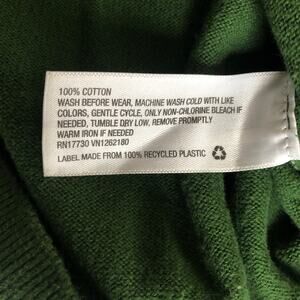 100% COTTON
WASH BEFORE WEAR, MACHINE WASH COLD WITH LIKE
COLORS, GENTLE CYCLE, ONLY NON-CHLORINE BLEACH IF
NEEDED, TUMBLE DRY LOW, REMOVE PROMPTLY
WARM IRON IF NEEDED
RN17730 VN1262180
LABEL MADE FROM 100% RECYCLED PLASTIC